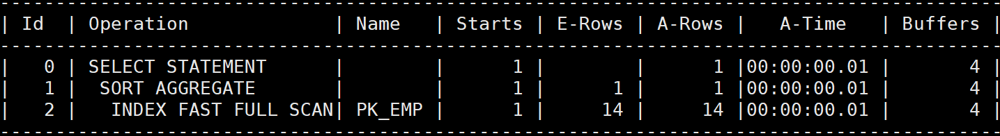 -------------------------------------------------------------------------------------------
| Id  | Operation             | Name   | Starts | E-Rows | A-Rows |   A-Time   | Buffers |
-------------------------------------------------------------------------------------------
|   0 | SELECT STATEMENT      |        |      1 |        |      1 |00:00:00.01 |       4 |
|   1 |  SORT AGGREGATE       |        |      1 |      1 |      1 |00:00:00.01 |       4 |
|   2 |   INDEX FAST FULL SCAN| PK_EMP |      1 |     14 |     14 |00:00:00.01 |       4 |
-------------------------------------------------------------------------------------------